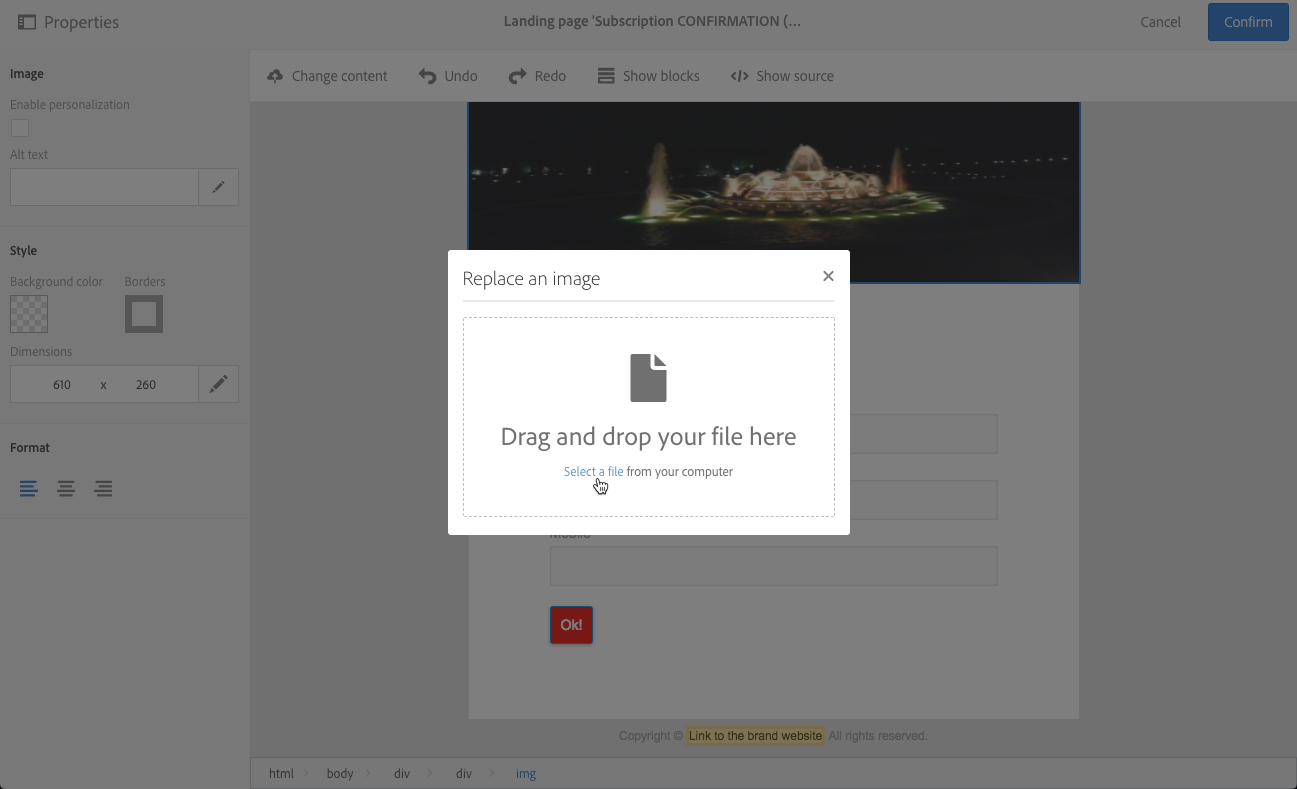 Properties
Landing page 'Subscription CONFIRMATION (...
Cancel
Confirm
Image
Enable personalization
Alt text
Style
Background color
Borders
Dimensions
610 x 260
Format
Change content
Undo
Redo
Show blocks
Show source
Replace an image
Drag and drop your file here
Select a file from your computer
Mobile
Ok!
Copyright © Link to the brand website All rights reserved.
html
body
div
div
img